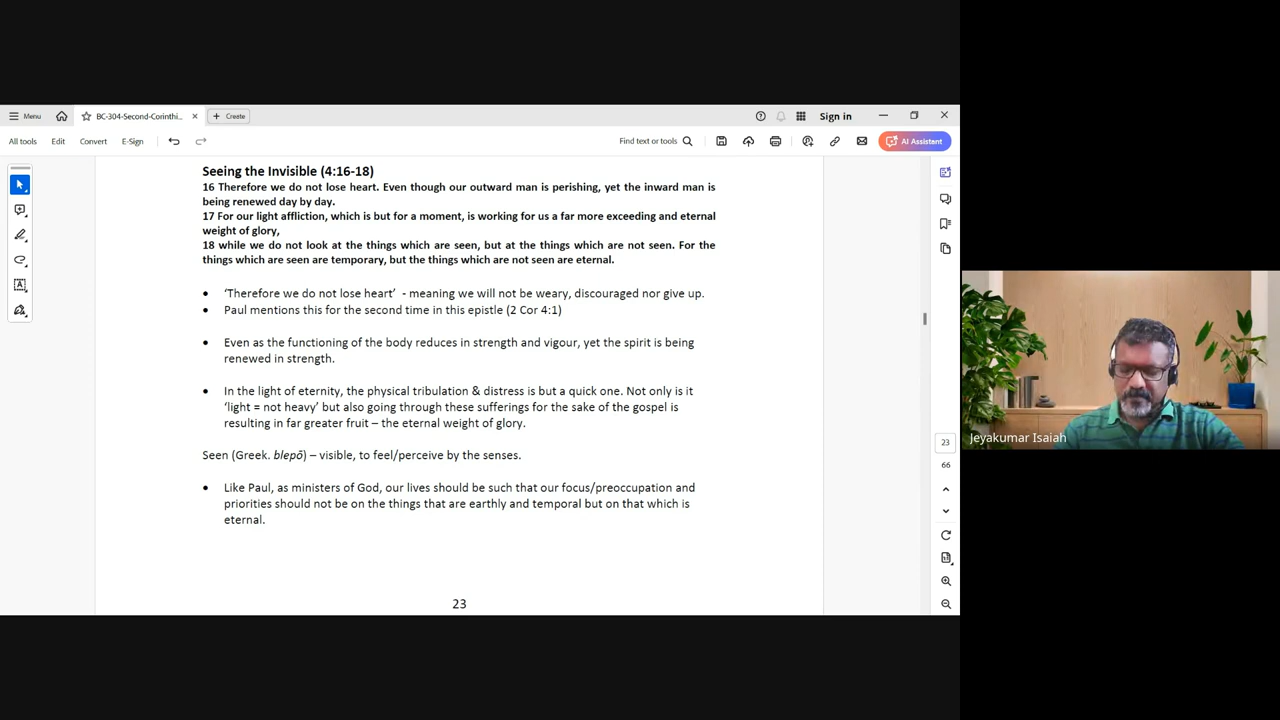 Menu
BC-304-Second-Corinthi...
Create
Sign in
All tools
Edit
Convert
E-Sign
Find text or tools
AI Assistant
Seeing the Invisible (4:16-18)
16 Therefore we do not lose heart. Even though our outward man is perishing, yet the inward man is
being renewed day by day.
17 For our light affliction, which is but for a moment, is working for us a far more exceeding and eternal
weight of glory,
18 while we do not look at the things which are seen, but at the things which are not seen. For the
things which are seen are temporary, but the things which are not seen are eternal.
• ‘Therefore we do not lose heart’ - meaning we will not be weary, discouraged nor give up.
• Paul mentions this for the second time in this epistle (2 Cor 4:1)
• Even as the functioning of the body reduces in strength and vigour, yet the spirit is being
renewed in strength.
• In the light of eternity, the physical tribulation & distress is but a quick one. Not only is it
‘light = not heavy’ but also going through these sufferings for the sake of the gospel is
resulting in far greater fruit – the eternal weight of glory.
Seen (Greek. blepō) – visible, to feel/perceive by the senses.
• Like Paul, as ministers of God, our lives should be such that our focus/preoccupation and
priorities should not be on the things that are earthly and temporal but on that which is
eternal.
23
23
66
Jeyakumar Isaiah